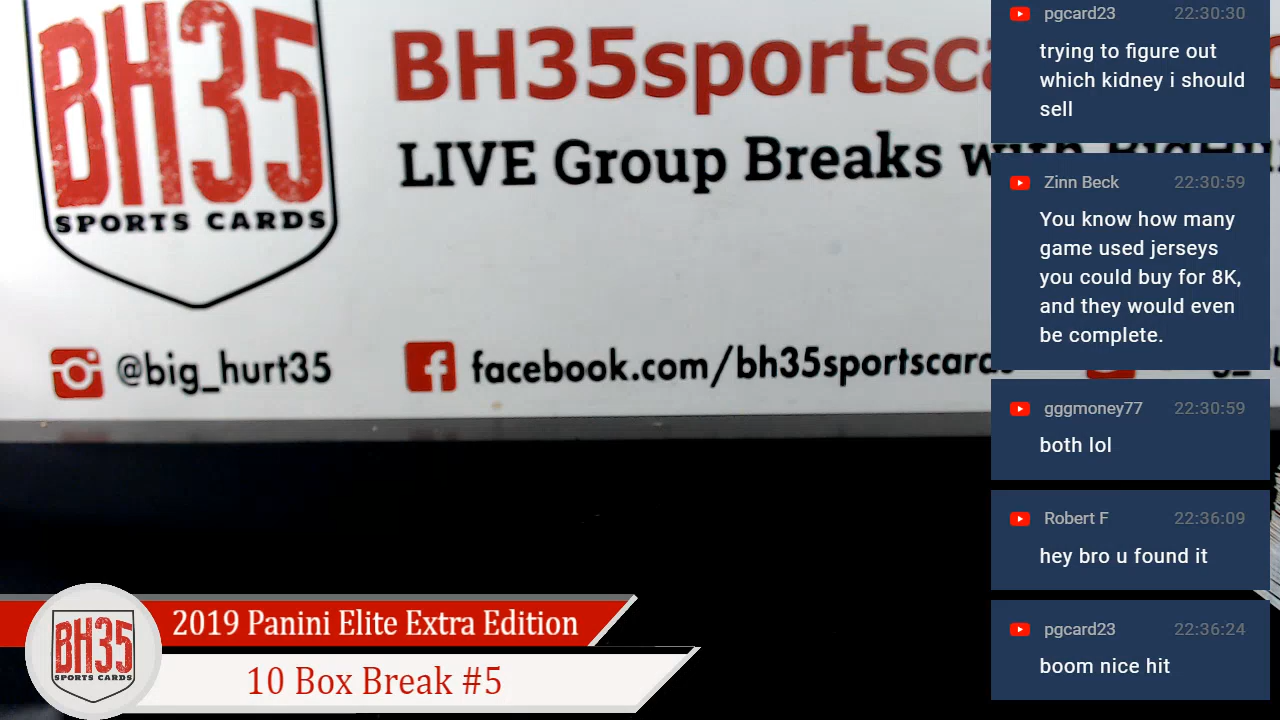 BH35
SPORTS CARDS
BH35sportsc
LIVE Group Breaks with
@big_hurt35
facebook.com/bh35sportscards
2019 Panini Elite Extra Edition
10 Box Break #5
BH35
SPORTS CARDS
pgcard23 22:30:30
trying to figure out
which kidney i should
sell
Zinn Beck 22:30:59
You know how many
game used jerseys
you could buy for 8K,
and they would even
be complete.
gggmoney77 22:30:59
both lol
Robert F 22:36:09
hey bro u found it
pgcard23 22:36:24
boom nice hit